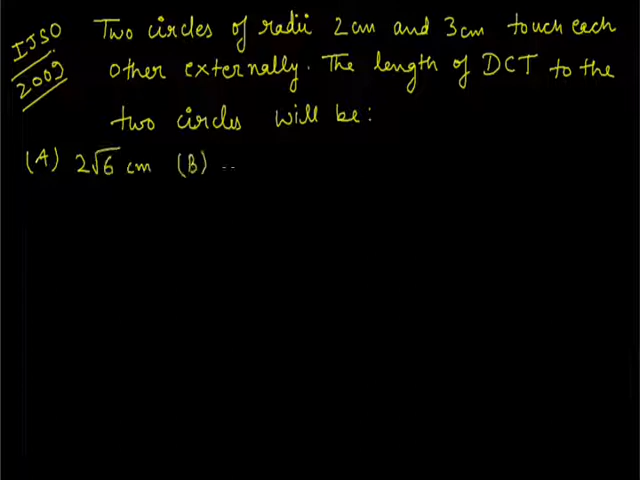 IJSO Two circles of radii 2cm and 3cm touch each
2009 other externally. The length of DCT to the
two circles will be:
(A) 2√6 cm (B) --